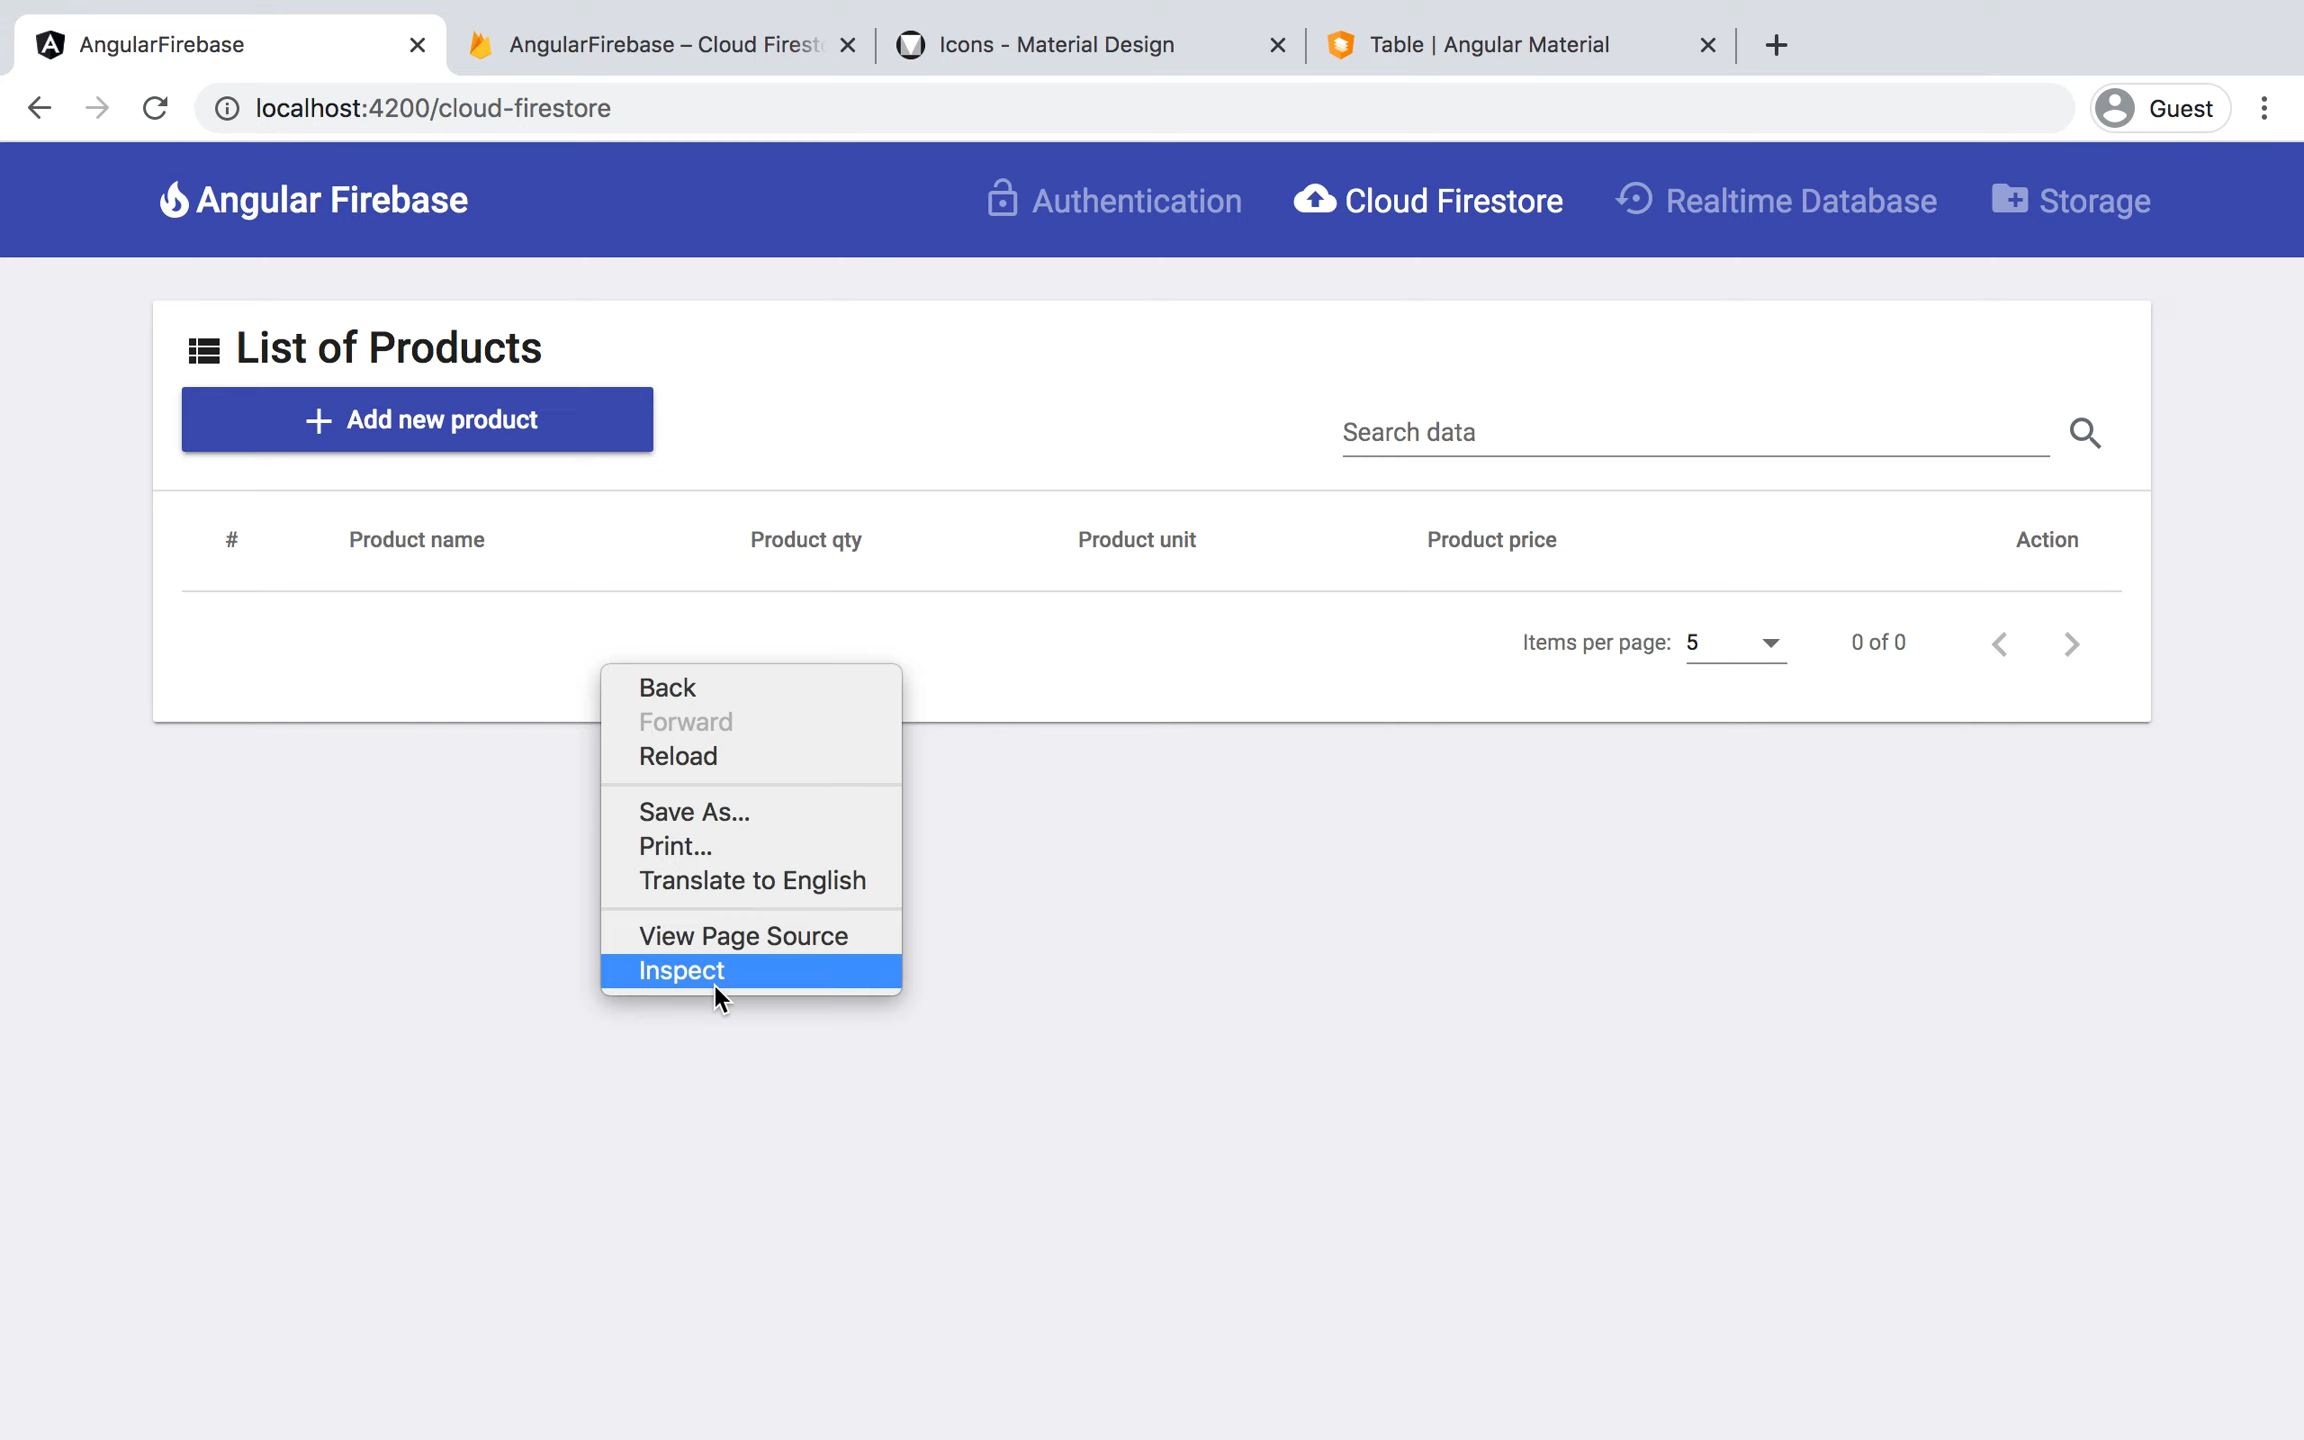 AngularFirebase
AngularFirebase – Cloud Firest
Icons - Material Design
Table | Angular Material
localhost:4200/cloud-firestore
Guest
Angular Firebase
Authentication
Cloud Firestore
Realtime Database
Storage
List of Products
Add new product
Search data
# Product name Product qty Product unit Product price Action
Items per page: 5 0 of 0
Back
Forward
Reload
Save As...
Print...
Translate to English
View Page Source
Inspect